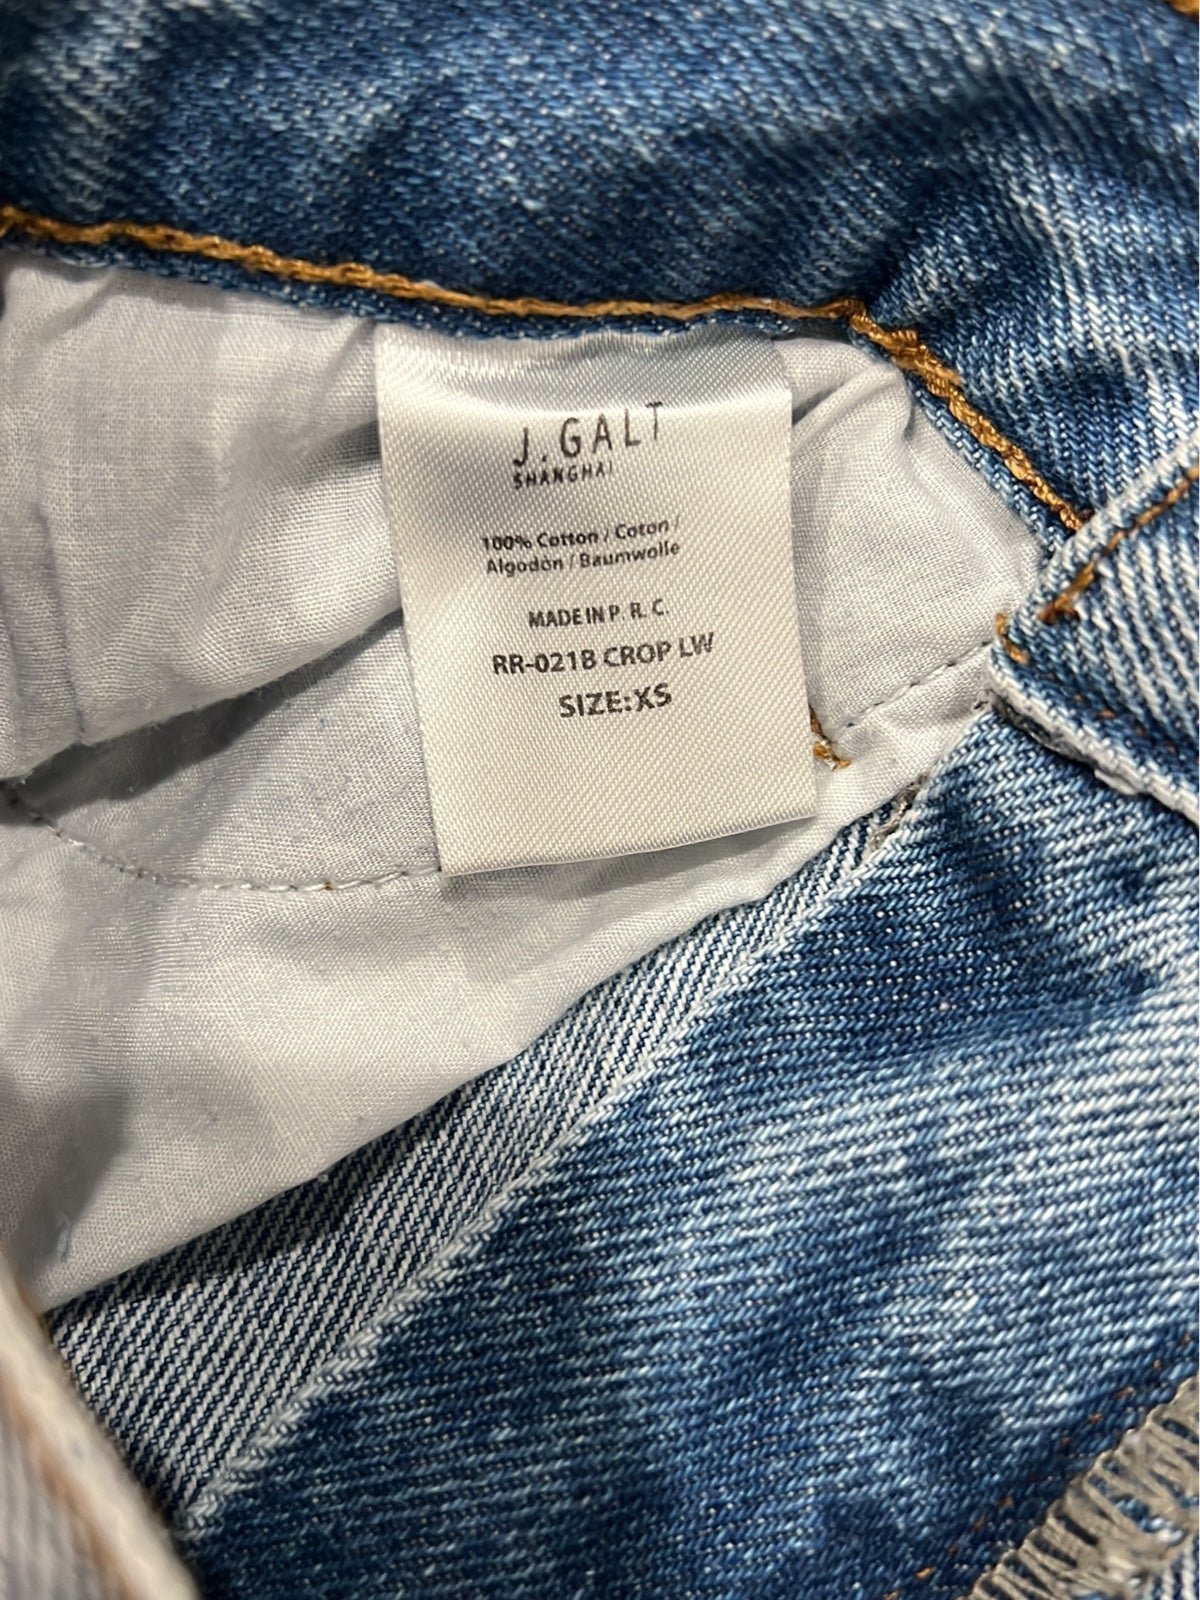 J.GALT
SHANGHAI
100% Cotton / Coton /
Algodón / Baumwolle
MADE IN P. R. C.
RR-021B CROP LW
SIZE:XS